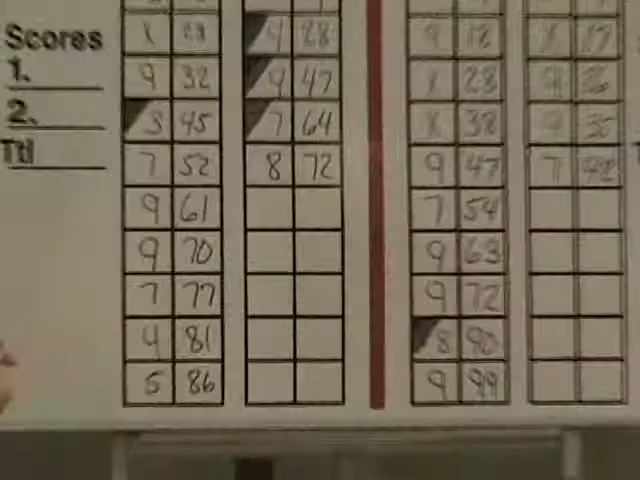 Scores 23 4 28 9
1. 9 32 9 47 28
2. 3 45 7 64 38
Ttl 7 52 8 72 9 47 7
9 61 7 54
9 70 9 63
7 77 9 72
4 81 8 90
5 86 9 99